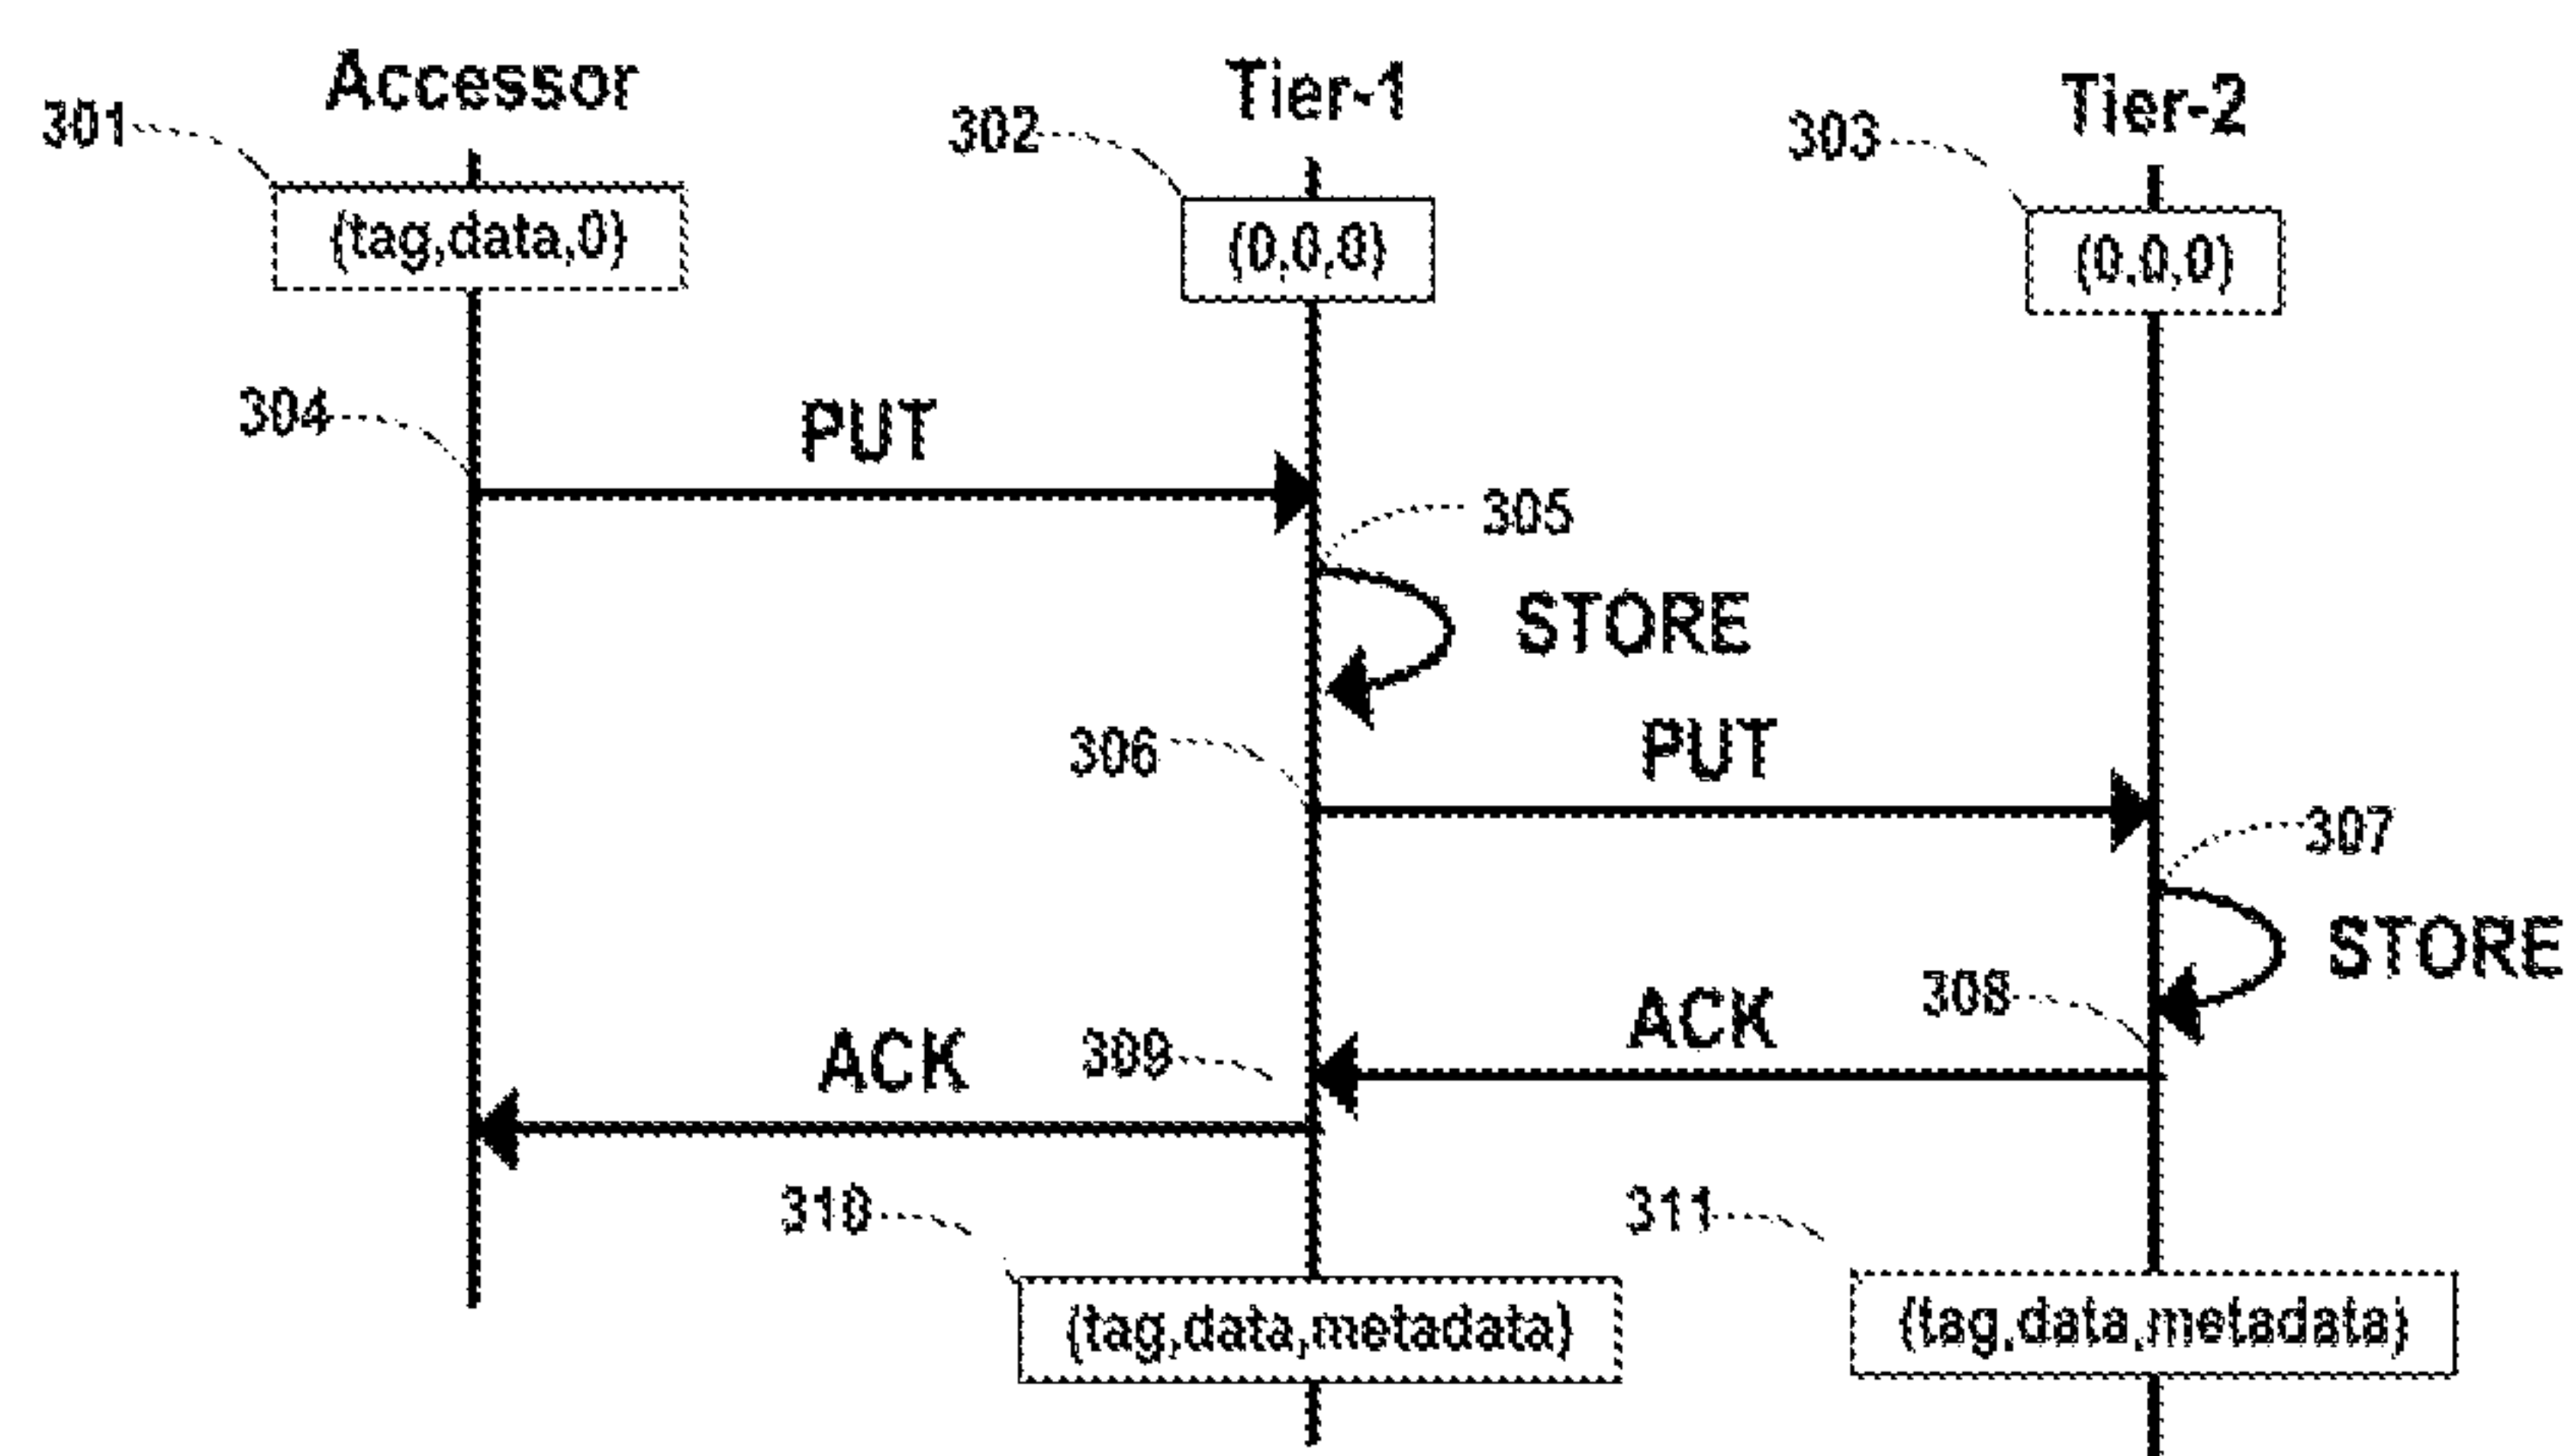 Accessor
Tier-1
Tier-2
301
302
303
(tag,data,0)
(0,0,0)
(0,0,0)
304
PUT
305
STORE
306
PUT
307
STORE
308
ACK
309
ACK
310
311
(tag,data,metadata)
(tag,data,metadata)